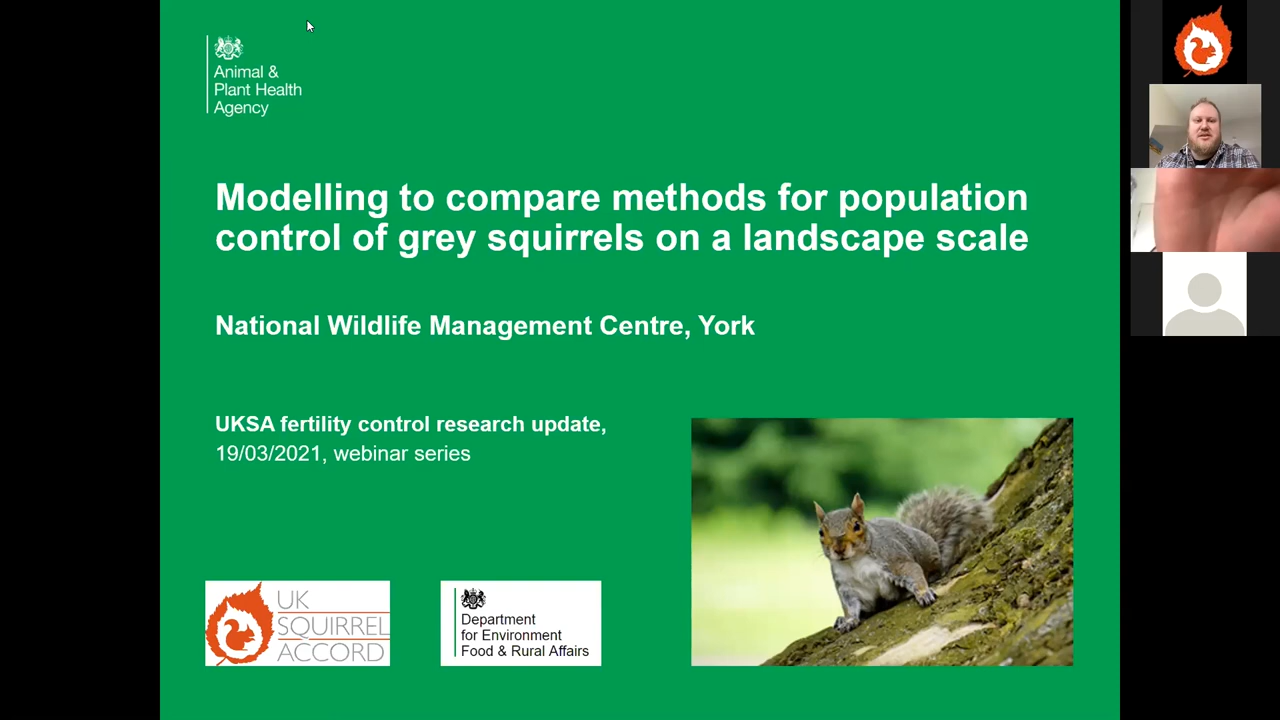 Animal &
Plant Health
Agency
Modelling to compare methods for population
control of grey squirrels on a landscape scale
National Wildlife Management Centre, York
UKSA fertility control research update,
19/03/2021, webinar series
UK
SQUIRREL
ACCORD
Department
for Environment
Food & Rural Affairs